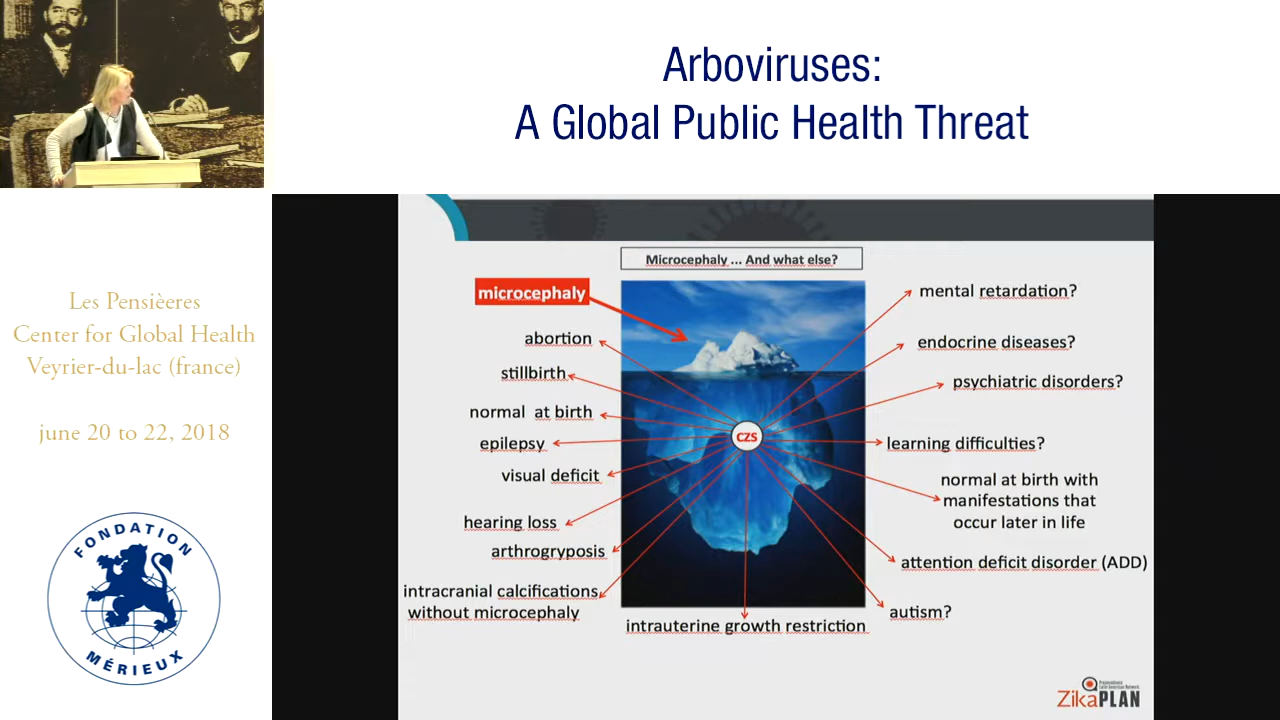 Arboviruses:
A Global Public Health Threat
Les Pensièeres
Center for Global Health
Veyrier-du-lac (france)
june 20 to 22, 2018
FONDATION
MÉRIEUX
Microcephaly ... And what else?
microcephaly
abortion
stillbirth
normal at birth
epilepsy
visual deficit
hearing loss
arthrogryposis
intracranial calcifications
without microcephaly
CZS
intrauterine growth restriction
mental retardation?
endocrine diseases?
psychiatric disorders?
learning difficulties?
normal at birth with
manifestations that
occur later in life
attention deficit disorder (ADD)
autism?
ZikaPLAN